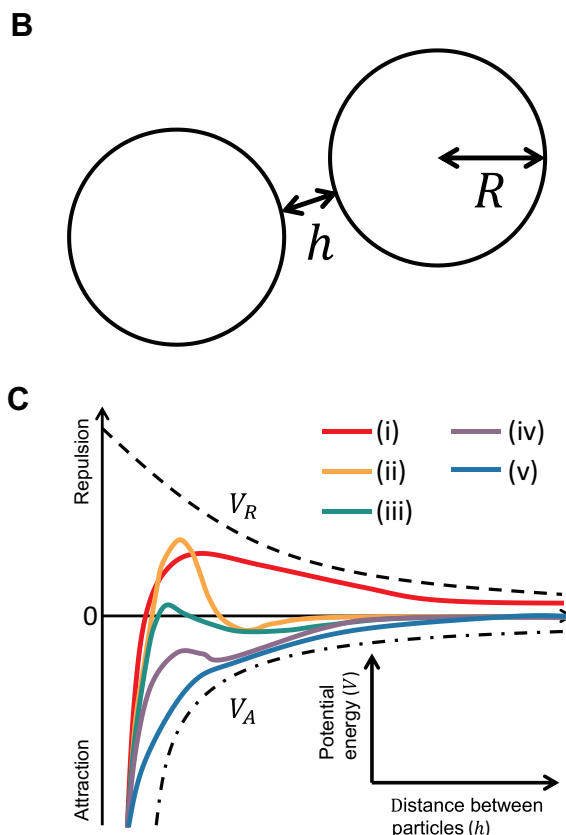 B
R
h
C
Repulsion
(i)
(iv)
(ii)
(v)
(iii)
V_R
0
V_A
Attraction
Potential
energy (V)
Distance between
particles (h)